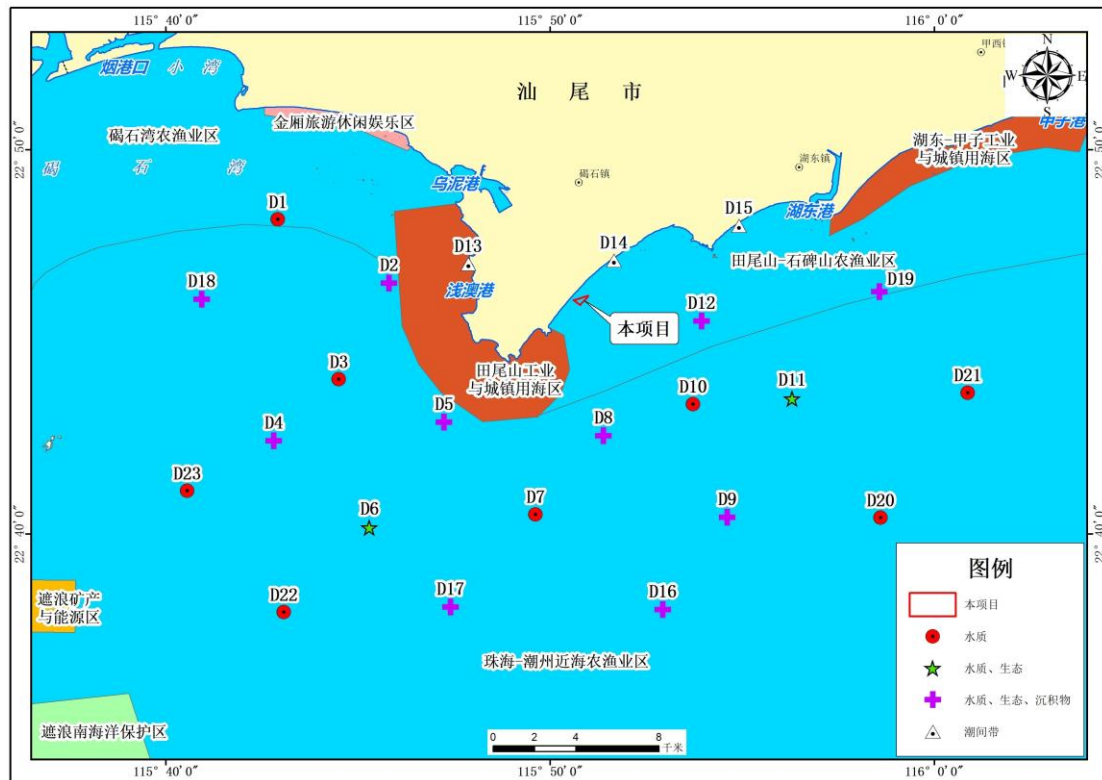 115° 40′ 0″
115° 50′ 0″
116° 0′ 0″
22° 50′ 0″
22° 40′ 0″
22° 50′ 0″
22° 40′ 0″
115° 40′ 0″
115° 50′ 0″
116° 0′ 0″
N
W
E
S
烟港口
小湾
汕尾市
碣石湾农渔业区
金厢旅游休闲娱乐区
甲子港
湖东-甲子工业
与城镇用海区
碣石湾
乌泥港
碣石镇
湖东镇
湖东港
D1
D15
D13
D14
田尾山-石碑山农渔业区
D2
D18
浅澳港
D12
D19
本项目
D3
田尾山工业
与城镇用海区
D10
D11
D21
D4
D5
D8
D23
D6
D7
D9
D20
遮浪矿产
与能源区
D22
D17
D16
珠海-潮州近海农渔业区
遮浪南海洋保护区
0 2 4 8
千米
图例
本项目
水质
水质、生态
水质、生态、沉积物
潮间带